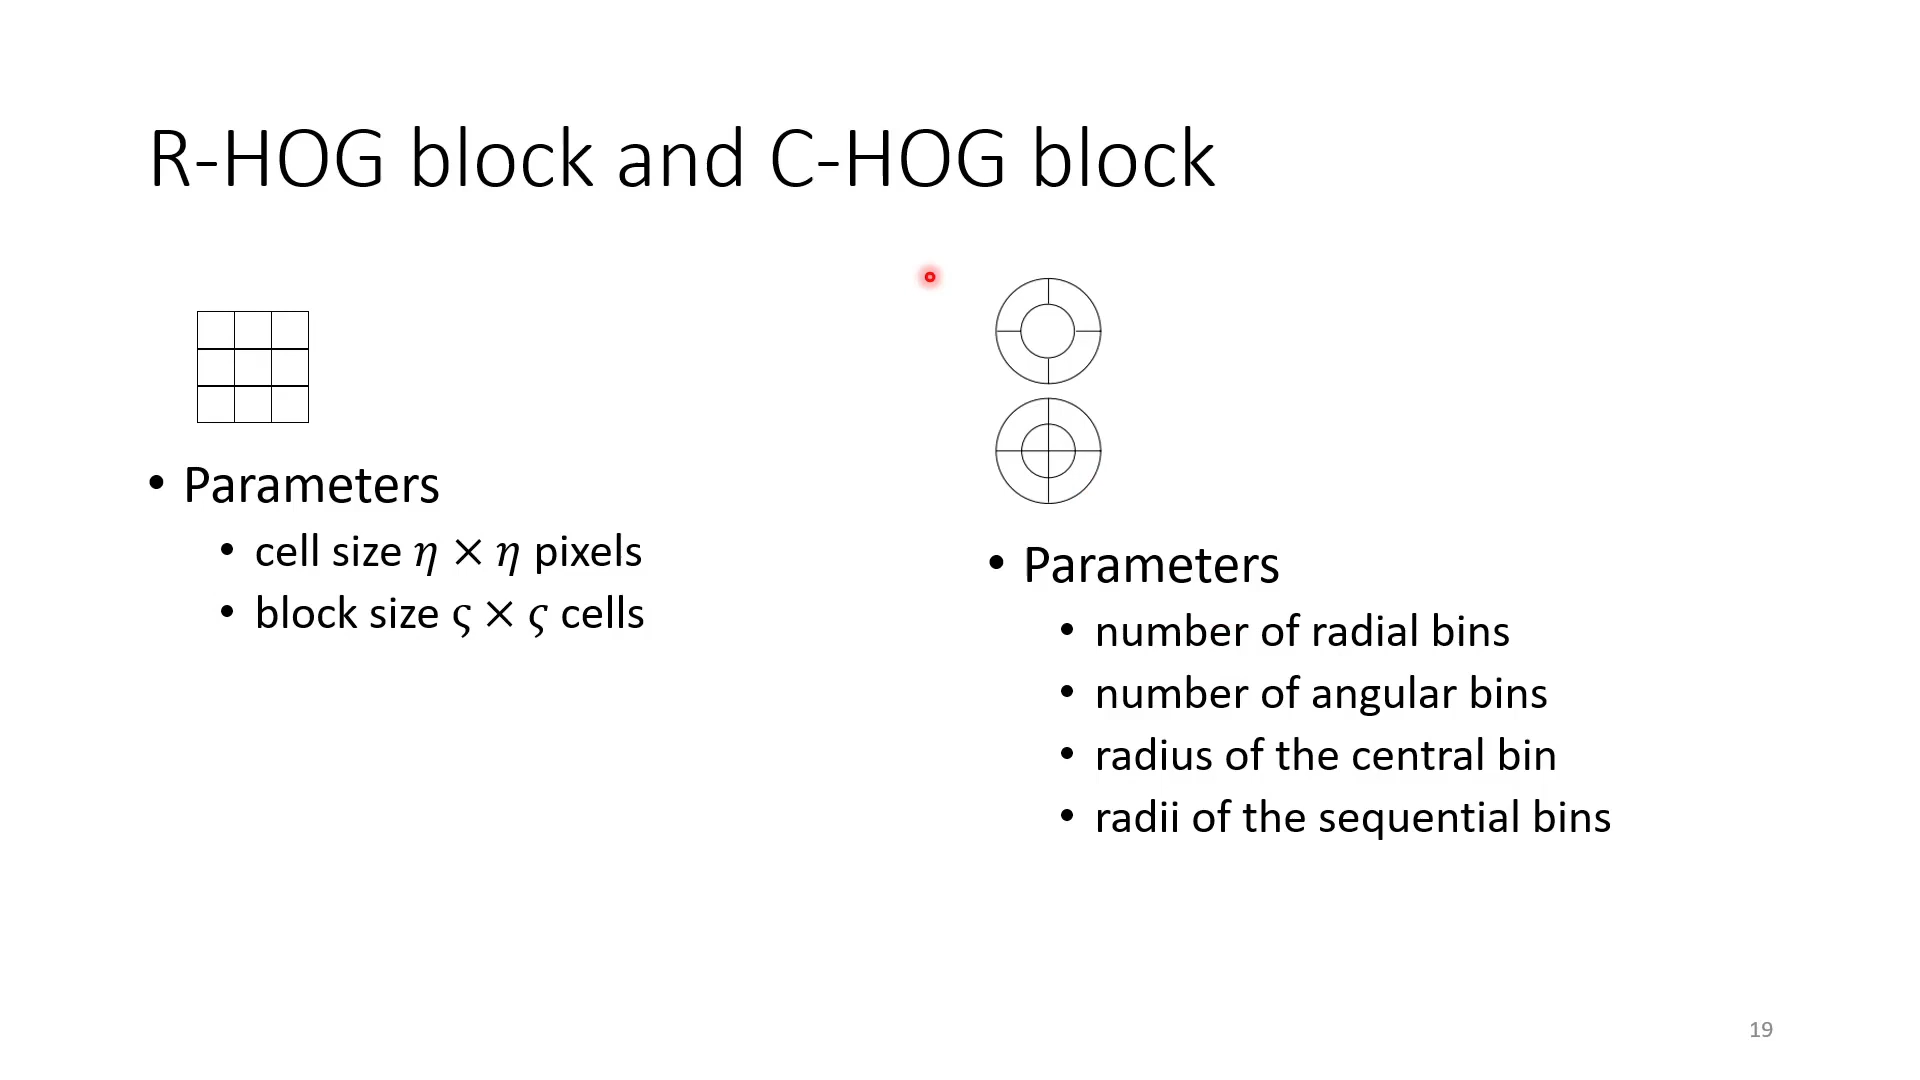 R-HOG block and C-HOG block
• Parameters
• cell size η × η pixels
• block size ς × ς cells
• Parameters
• number of radial bins
• number of angular bins
• radius of the central bin
• radii of the sequential bins
19